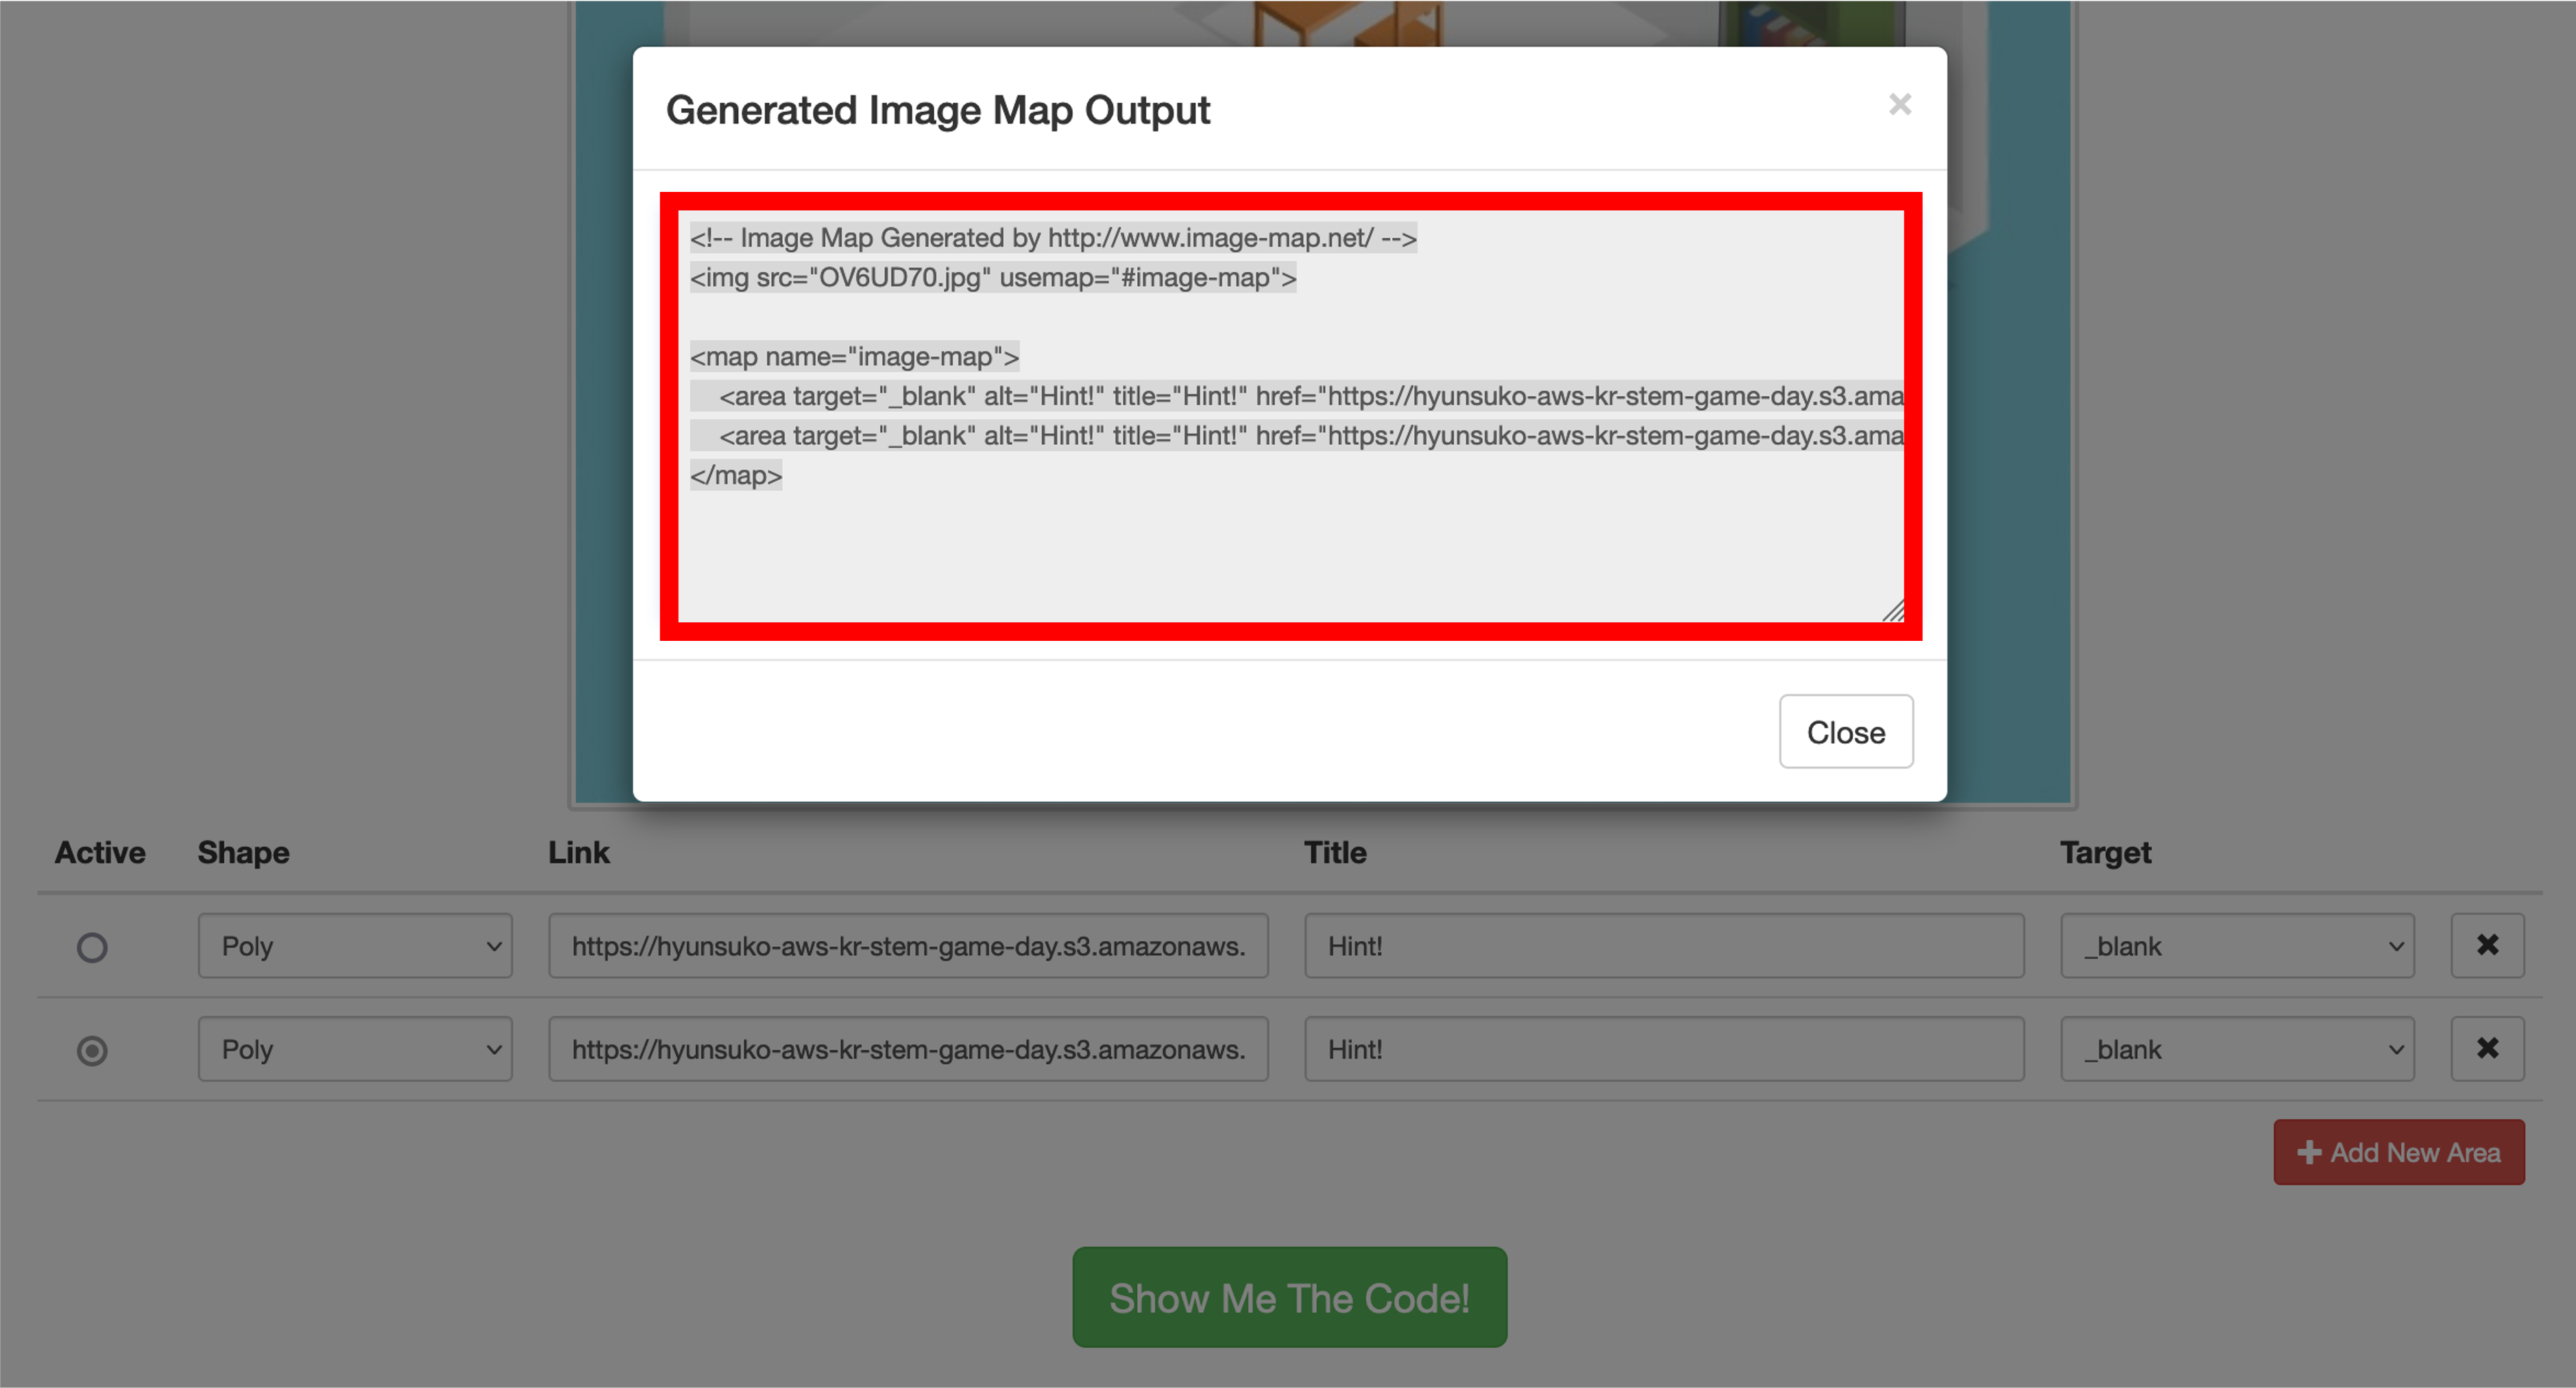 Generated Image Map Output
×
<!-- Image Map Generated by http://www.image-map.net/ -->
<img src="OV6UD70.jpg" usemap="#image-map">
<map name="image-map">
<area target="_blank" alt="Hint!" title="Hint!" href="https://hyunsuko-aws-kr-stem-game-day.s3.ama
<area target="_blank" alt="Hint!" title="Hint!" href="https://hyunsuko-aws-kr-stem-game-day.s3.ama
</map>
Close
Active Shape Link Title Target
Poly https://hyunsuko-aws-kr-stem-game-day.s3.amazonaws. Hint! _blank
Poly https://hyunsuko-aws-kr-stem-game-day.s3.amazonaws. Hint! _blank
Add New Area
Show Me The Code!